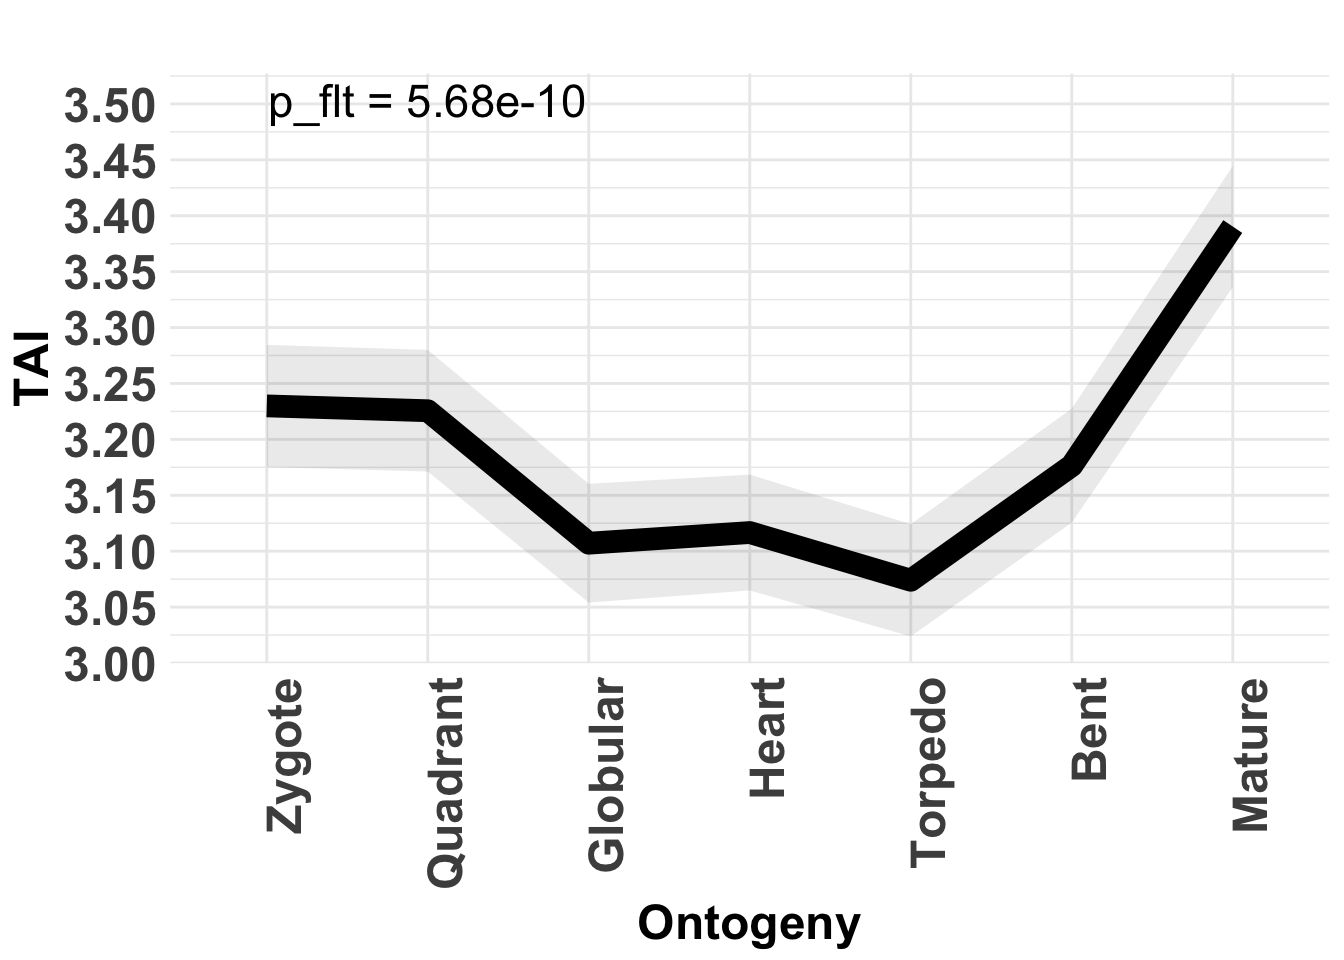 p_flt = 5.68e-10
TAI
3.50
3.45
3.40
3.35
3.30
3.25
3.20
3.15
3.10
3.05
3.00
Zygote
Quadrant
Globular
Heart
Torpedo
Bent
Mature
Ontogeny